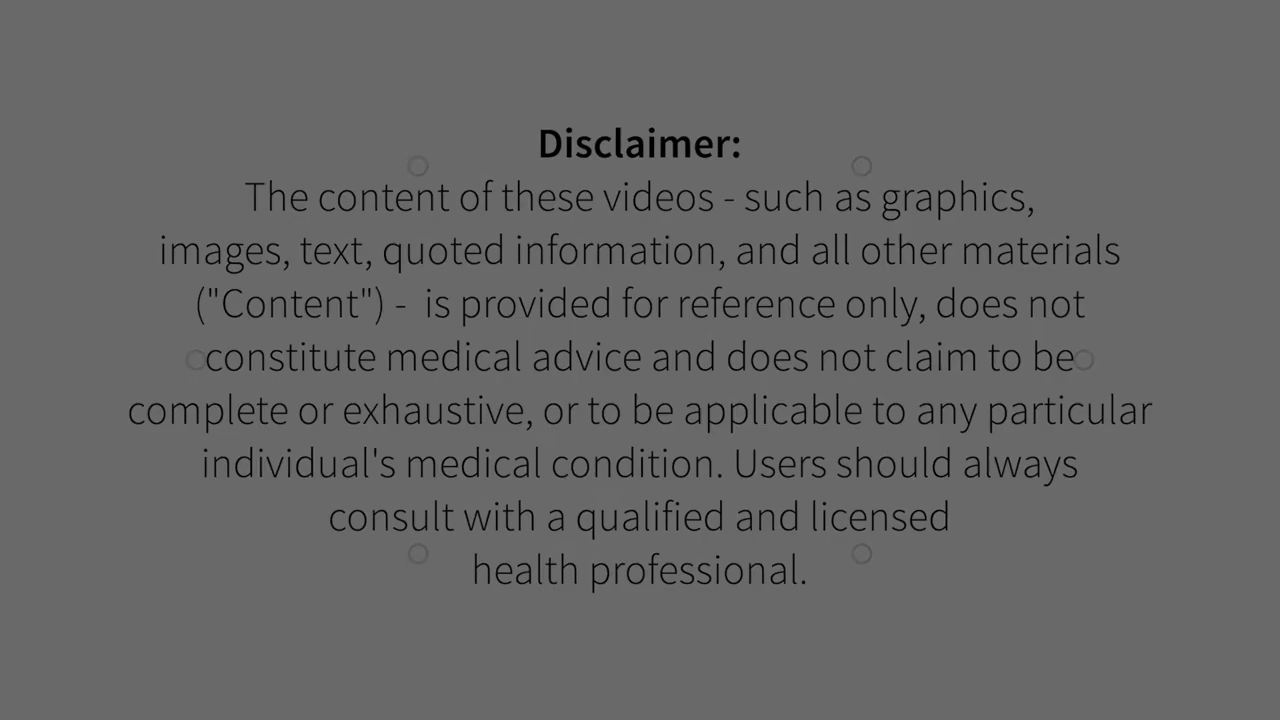 Disclaimer:
The content of these videos - such as graphics,
images, text, quoted information, and all other materials
("Content") -  is provided for reference only, does not
constitute medical advice and does not claim to be
complete or exhaustive, or to be applicable to any particular
individual's medical condition. Users should always
consult with a qualified and licensed
health professional.